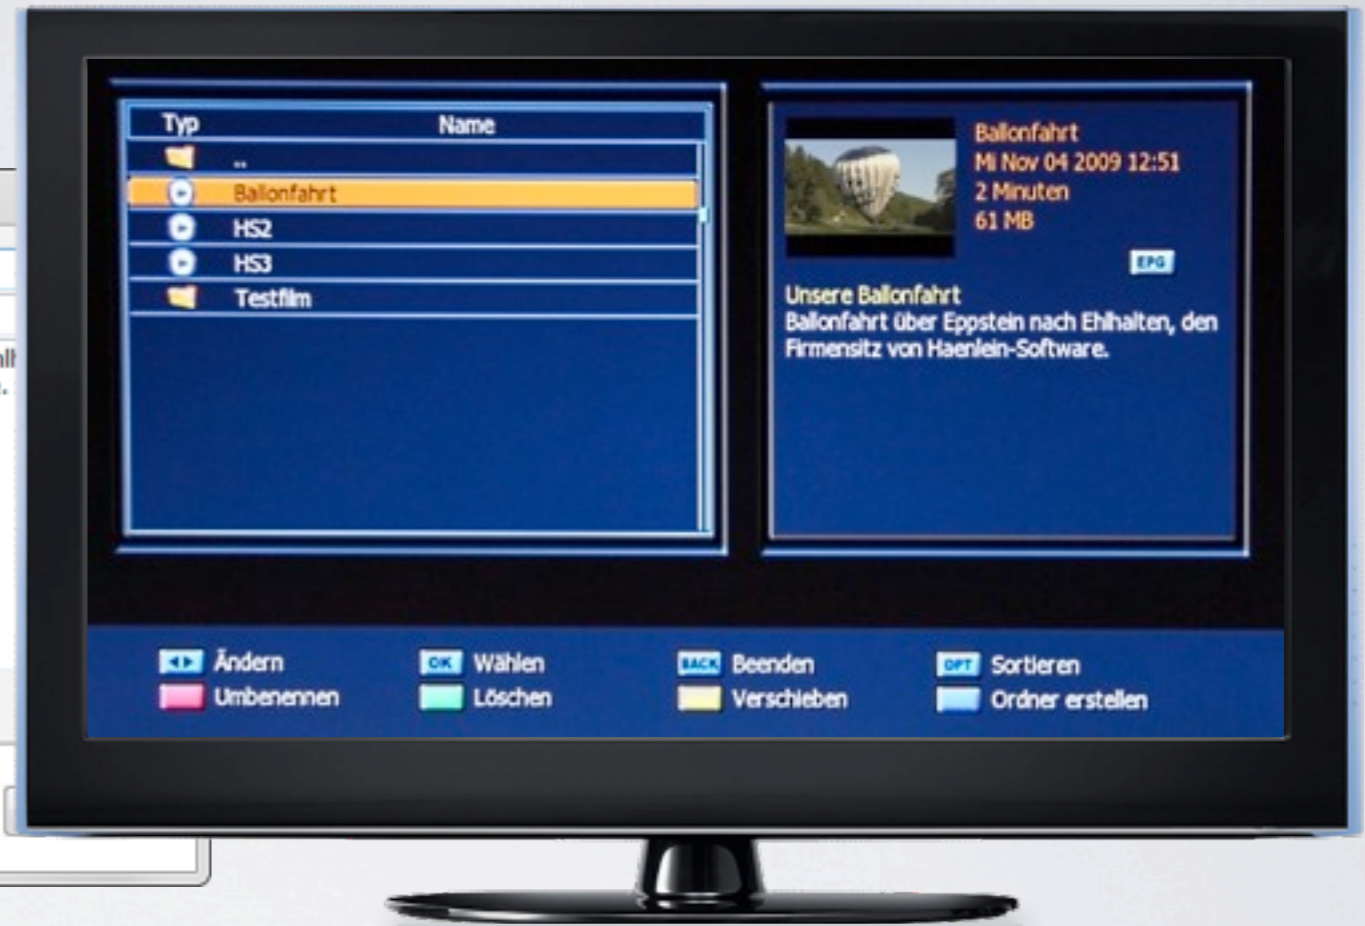 Typ Name
..
Ballonfahrt
HS2
HS3
Testfilm
Ballonfahrt
Mi Nov 04 2009 12:51
2 Minuten
61 MB
EPG
Unsere Ballonfahrt
Ballonfahrt über Eppstein nach Ehlhalten, den
Firmensitz von Haenlein-Software.
Ändern OK Wählen BACK Beenden OPT Sortieren
Umbenennen Löschen Verschieben Ordner erstellen